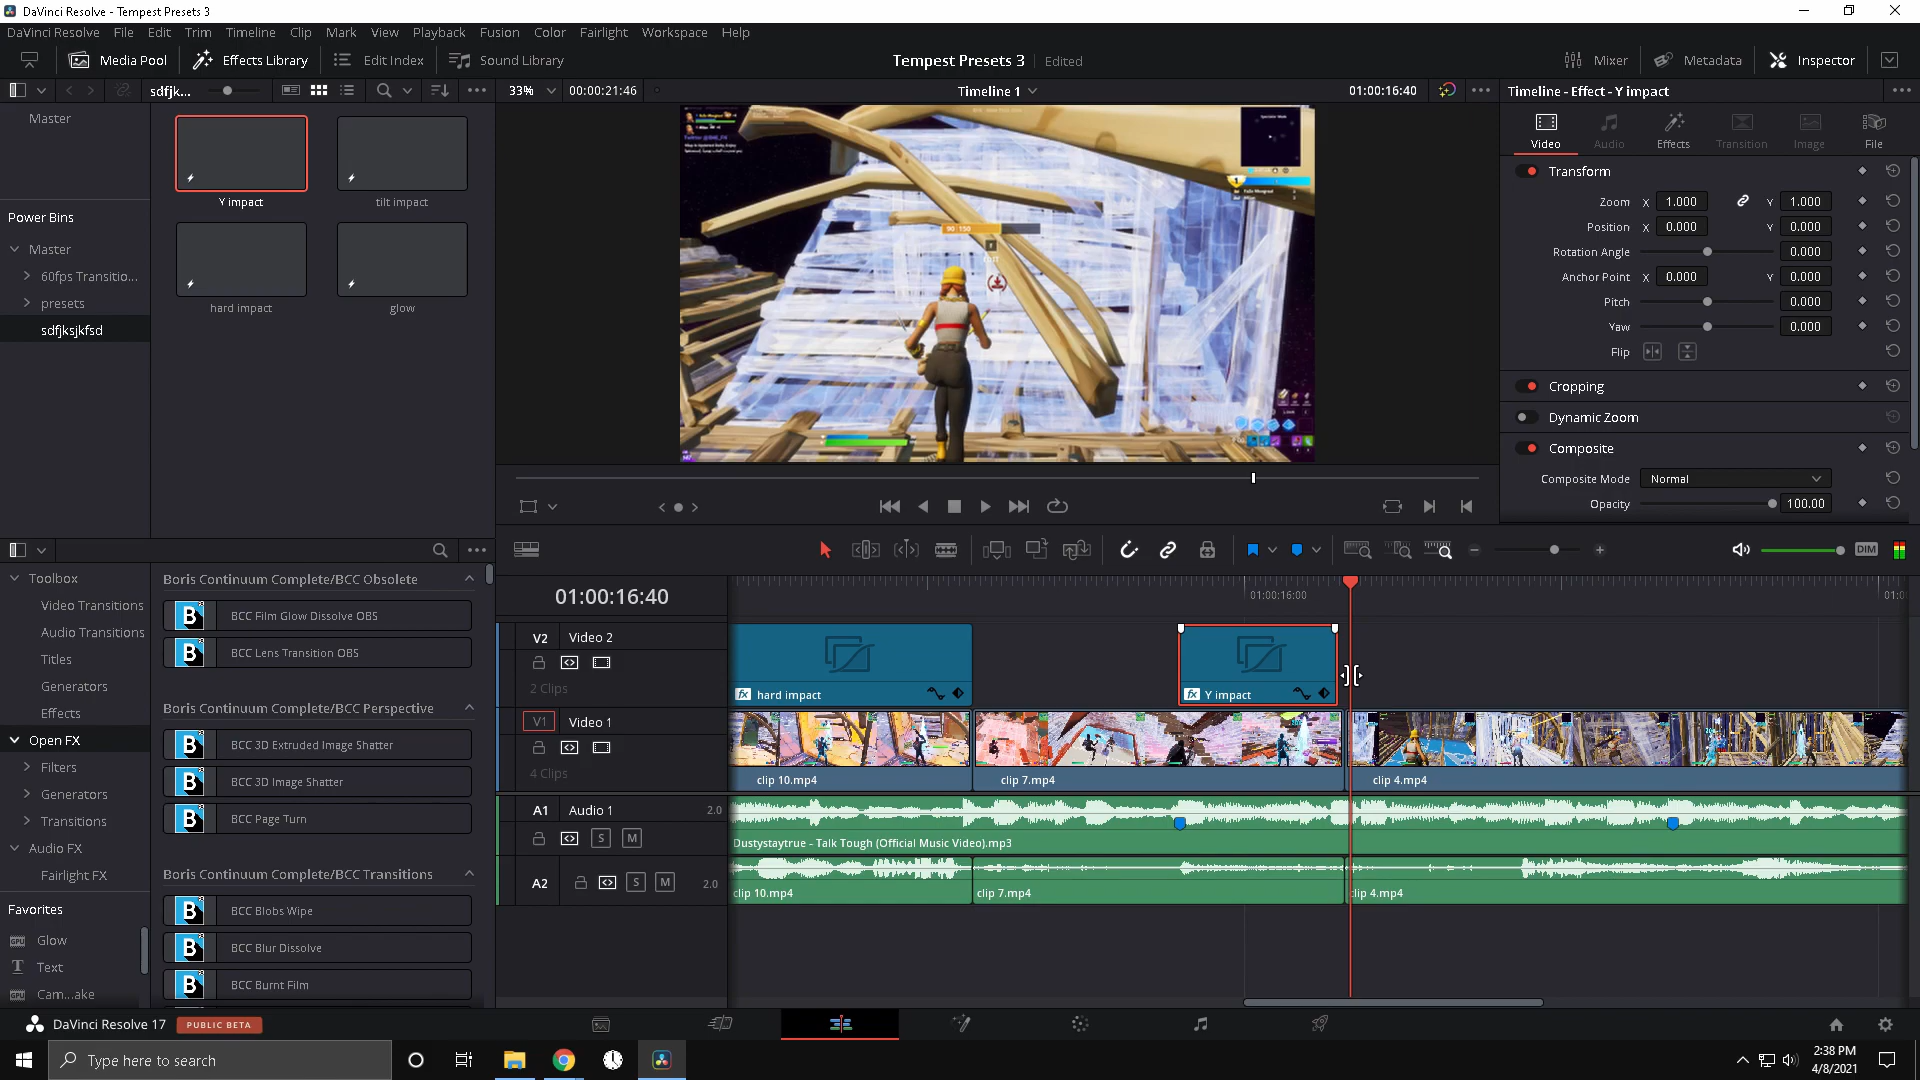 DaVinci Resolve - Tempest Presets 3
DaVinci Resolve File Edit Trim Timeline Clip Mark View Playback Fusion Color Fairlight Workspace Help
Media Pool Effects Library Edit Index Sound Library Tempest Presets 3 Edited Mixer Metadata Inspector
sdfjk... 33% 00:00:21:46 Timeline 1 01:00:16:40 Timeline - Effect - Y impact
Master
Y impact tilt impact
Power Bins
Master
60fps Transitio...
presets
sdfjksjkfsd
hard impact glow
90 150
Video Audio Effects Transition Image File
Transform
Zoom X 1.000 Y 1.000
Position X 0.000 Y 0.000
Rotation Angle 0.000
Anchor Point X 0.000 Y 0.000
Pitch 0.000
Yaw 0.000
Flip
Cropping
Dynamic Zoom
Composite
Composite Mode Normal
Opacity 100.00
DIM
Toolbox
Video Transitions
Audio Transitions
Titles
Generators
Effects
Open FX
Filters
Generators
Transitions
Audio FX
Fairlight FX
Favorites
Glow
T Text
Cam...ake
Boris Continuum Complete/BCC Obsolete
B BCC Film Glow Dissolve OBS
B BCC Lens Transition OBS
Boris Continuum Complete/BCC Perspective
B BCC 3D Extruded Image Shatter
B BCC 3D Image Shatter
B BCC Page Turn
Boris Continuum Complete/BCC Transitions
B BCC Blobs Wipe
B BCC Blur Dissolve
B BCC Burnt Film
01:00:16:40 01:00:16:00 01:0
V2 Video 2
2 Clips
fx hard impact fx Y impact
V1 Video 1
4 Clips
clip 10.mp4 clip 7.mp4 clip 4.mp4
A1 Audio 1 2.0
S M
Dustystaytrue - Talk Tough (Official Music Video).mp3
A2 S M 2.0
clip 10.mp4 clip 7.mp4 clip 4.mp4
DaVinci Resolve 17 PUBLIC BETA
Type here to search
2:38 PM
4/8/2021